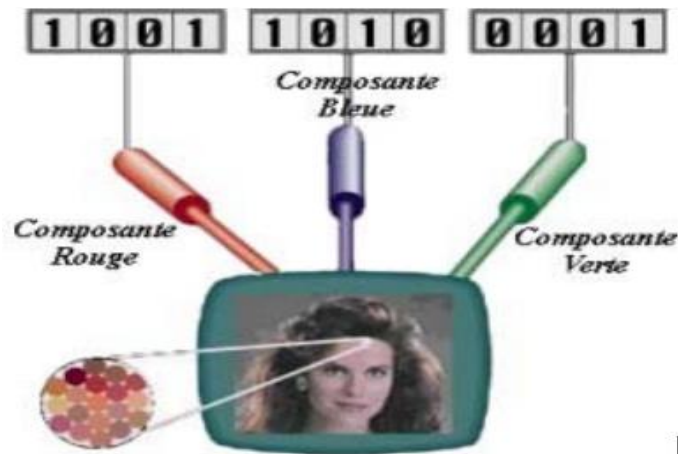 1001 1010 0001
Composante
Bleue
Composante
Rouge
Composante
Verte